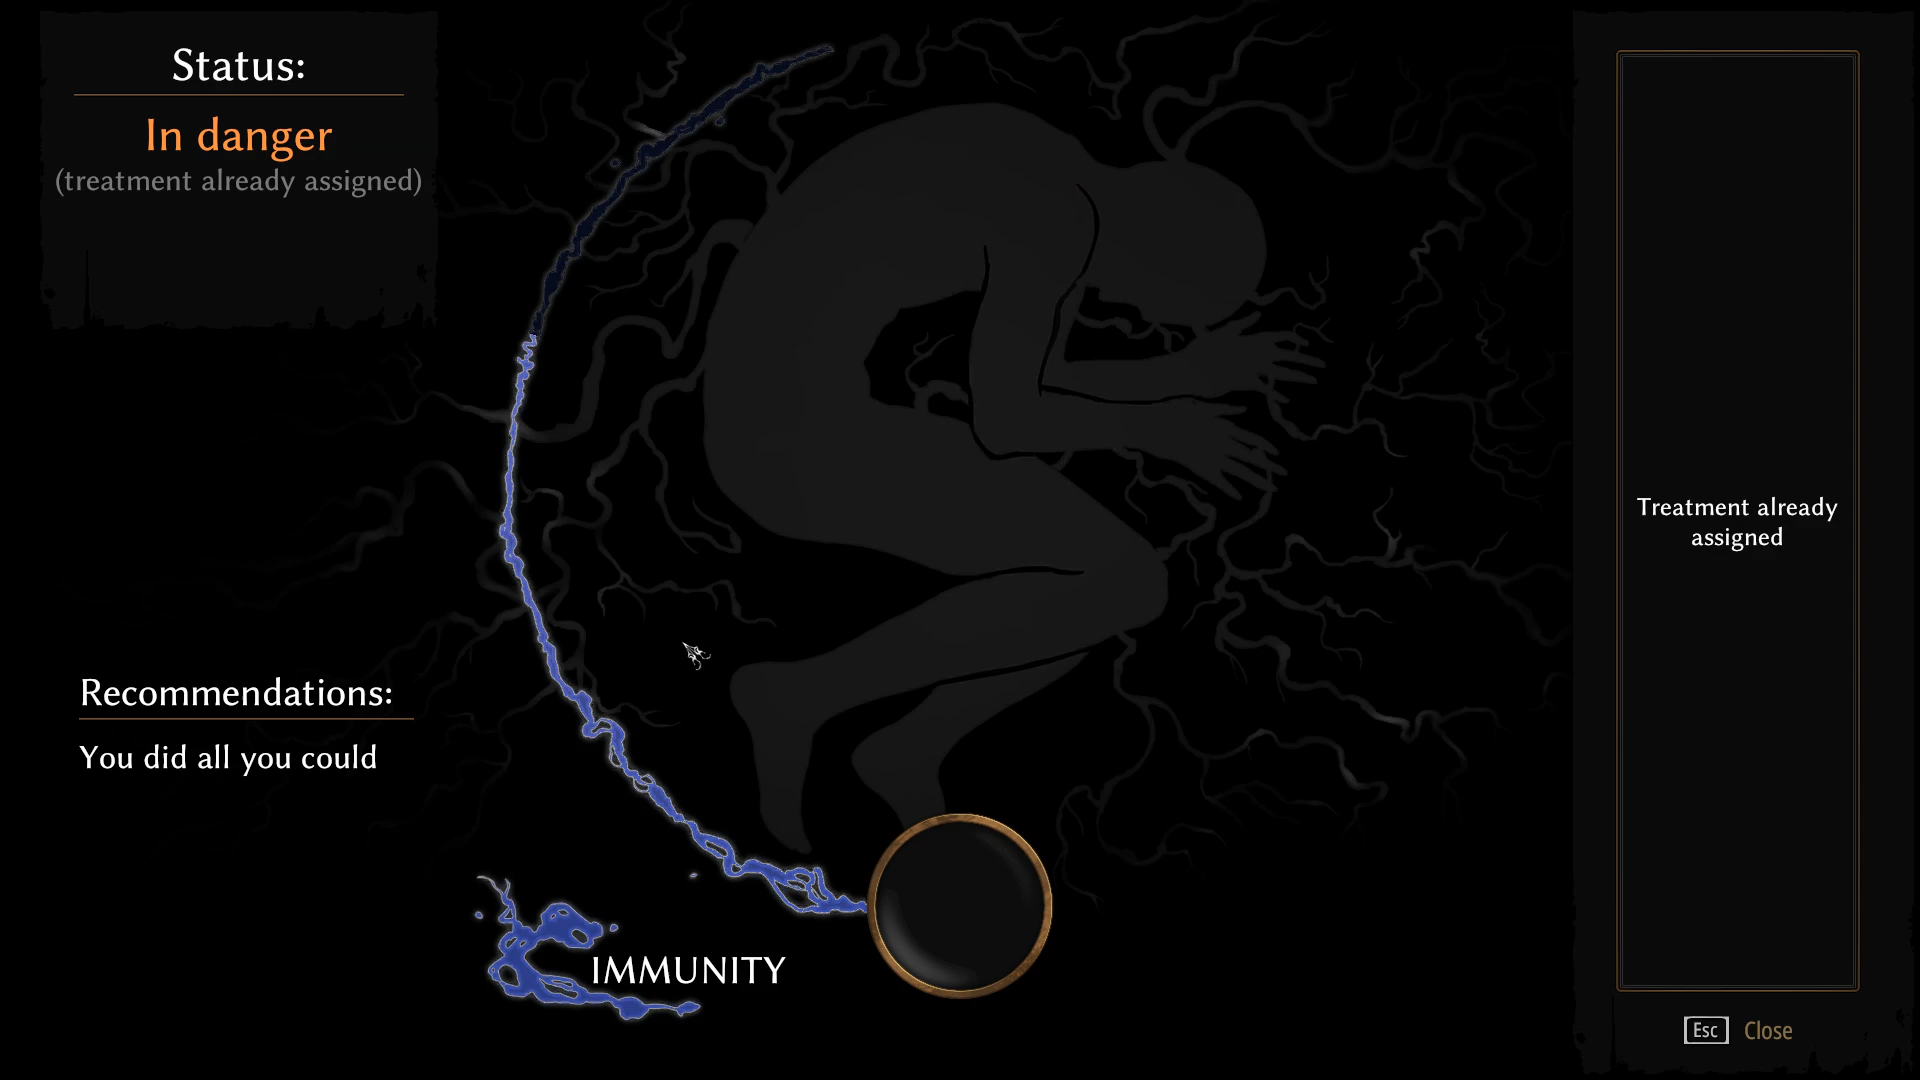 Status:
In danger
(treatment already assigned)
Recommendations:
You did all you could
IMMUNITY
Treatment already
assigned
Esc Close